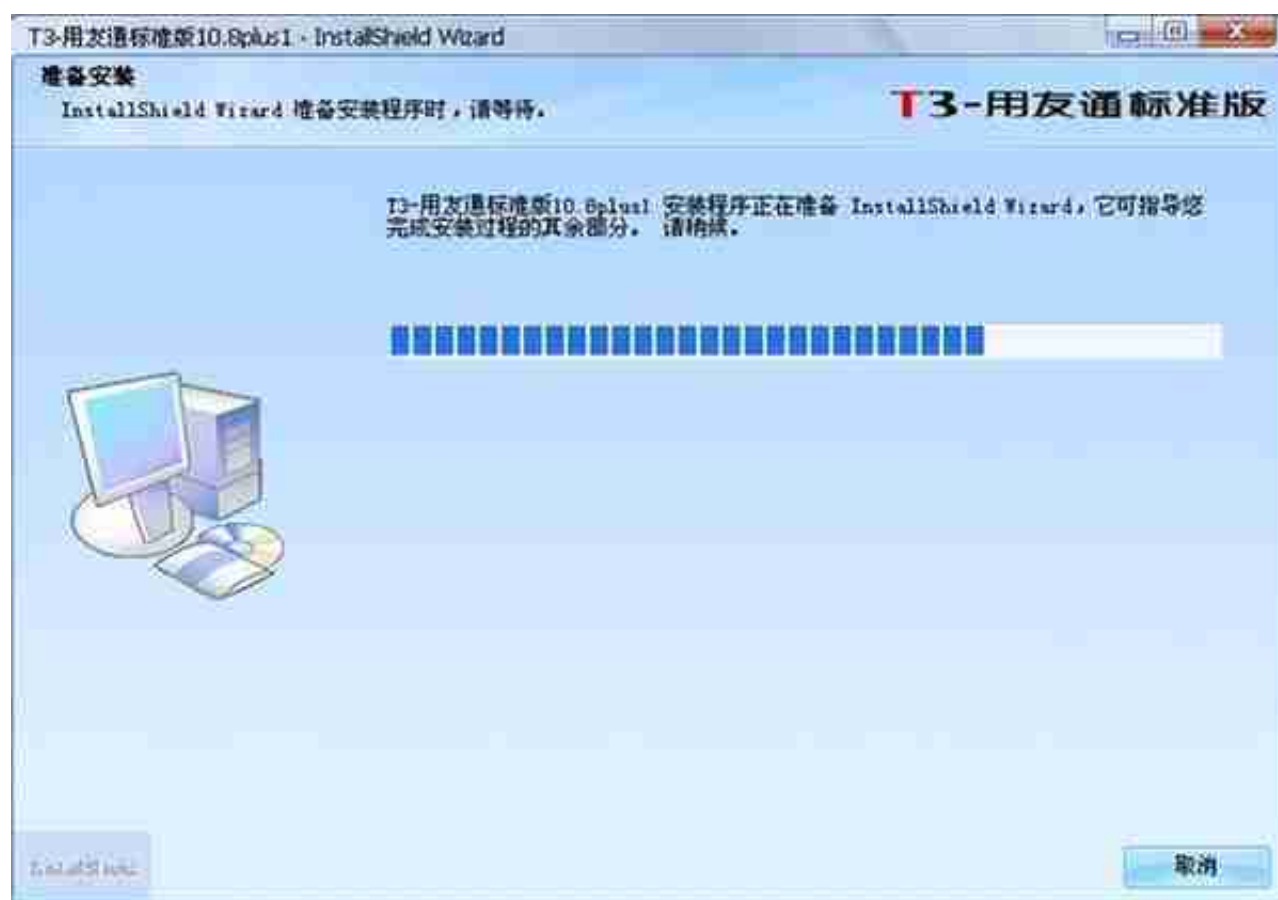 T3-用友通标准版10.8plus1 - InstallShield Wizard
准备安装
InstallShield Wizard 准备安装程序时，请等待。
T3-用友通标准版
T3-用友通标准版10.8plus1 安装程序正在准备 InstallShield Wizard，它可指导您
完成安装过程的其余部分。 请稍候。
InstallShield
取消